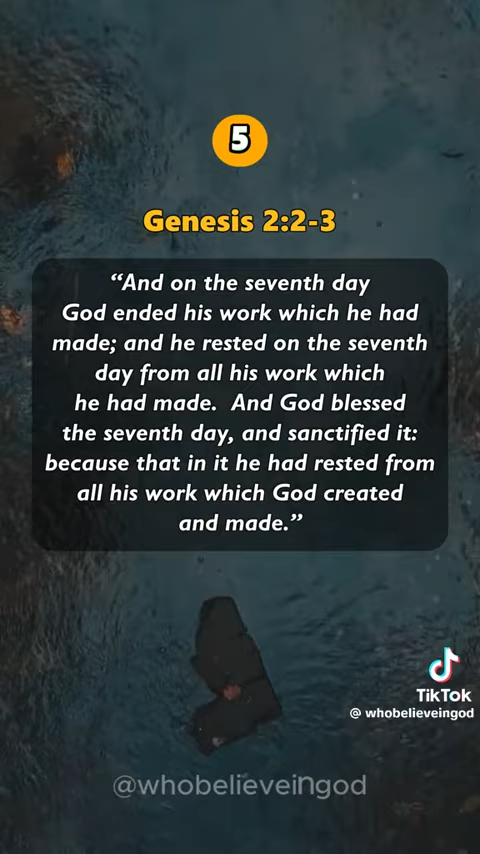 5
Genesis 2:2-3
“And on the seventh day
God ended his work which he had
made; and he rested on the seventh
day from all his work which
he had made. And God blessed
the seventh day, and sanctified it:
because that in it he had rested from
all his work which God created
and made.”
TikTok
@ whobelieveingod
@whobelieveingod